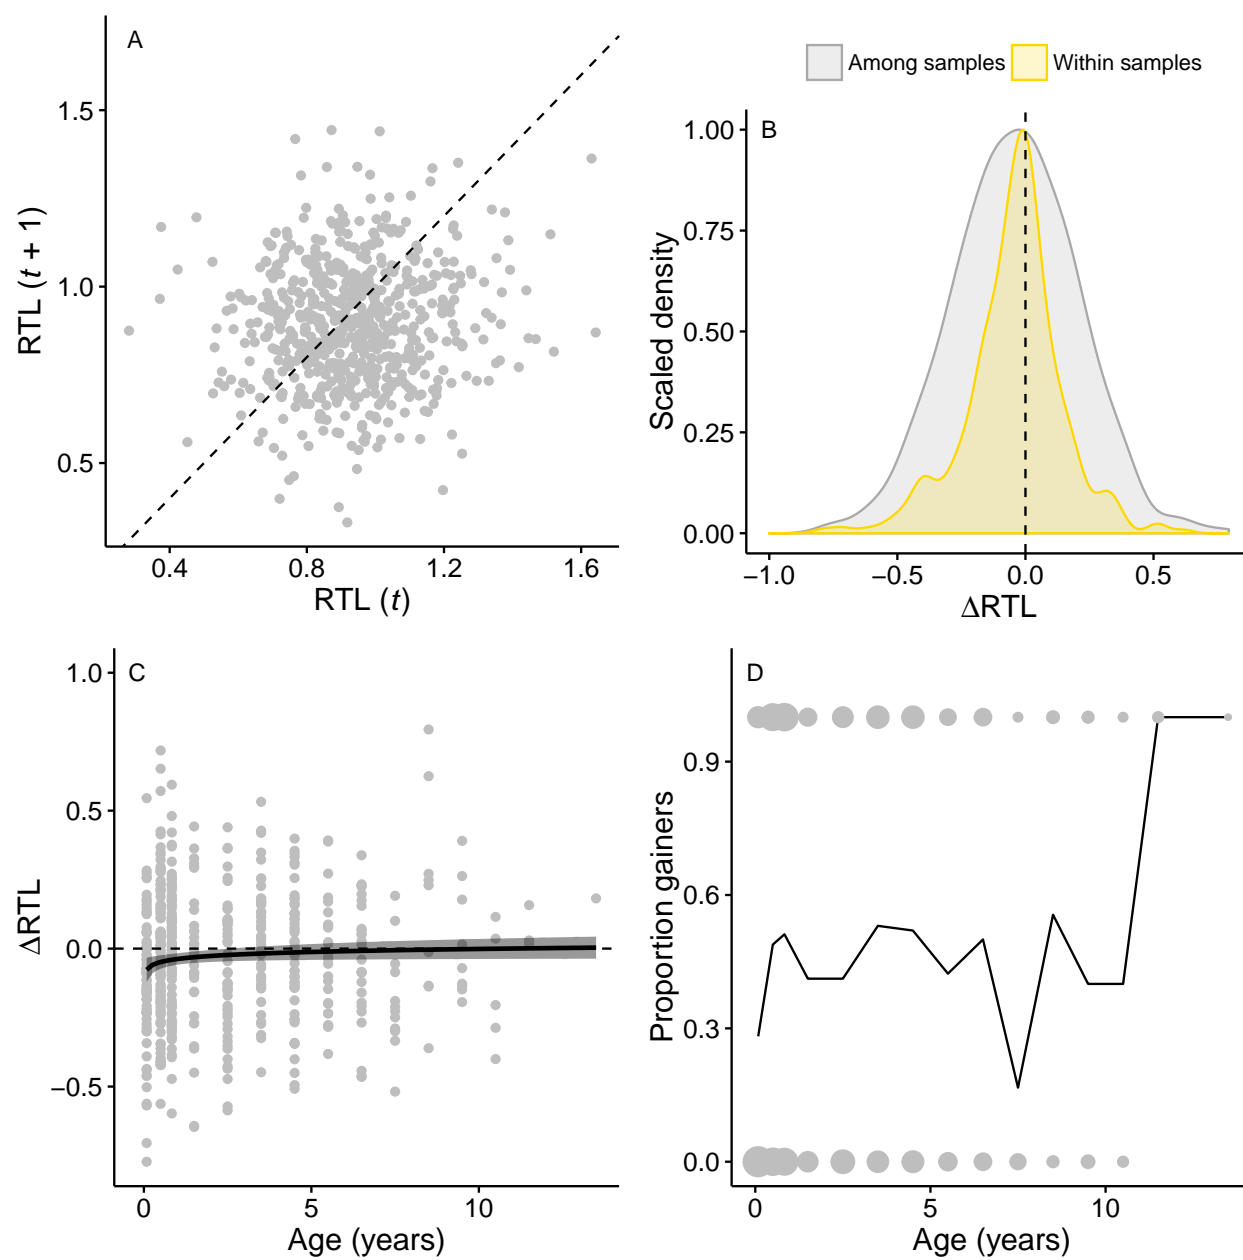 A
1.5
1.0
0.5
0.4 0.8 1.2 1.6
RTL (t + 1)
RTL (t)
Among samples Within samples
B
1.00
0.75
0.50
0.25
0.00
−1.0 −0.5 0.0 0.5
Scaled density
ΔRTL
C
1.0
0.5
0.0
−0.5
0 5 10
ΔRTL
Age (years)
D
0.9
0.6
0.3
0.0
0 5 10
Proportion gainers
Age (years)